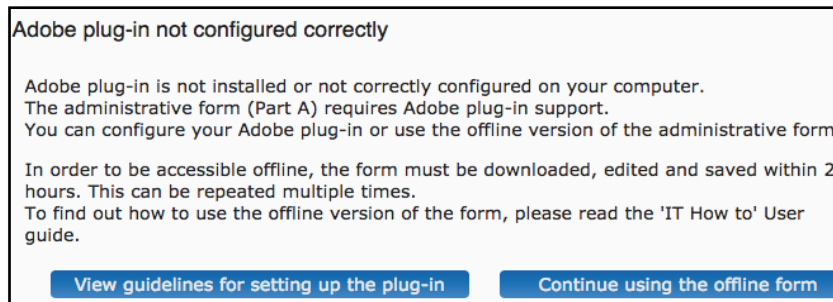 Adobe plug-in not configured correctly
Adobe plug-in is not installed or not correctly configured on your computer.
The administrative form (Part A) requires Adobe plug-in support.
You can configure your Adobe plug-in or use the offline version of the administrative form
In order to be accessible offline, the form must be downloaded, edited and saved within 2
hours. This can be repeated multiple times.
To find out how to use the offline version of the form, please read the 'IT How to' User
guide.
View guidelines for setting up the plug-in
Continue using the offline form